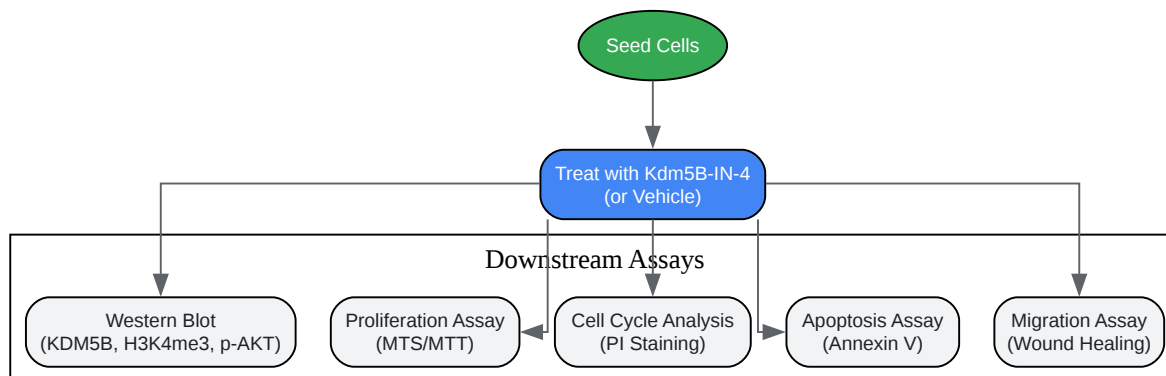 Seed Cells
Treat with Kdm5B-IN-4
(or Vehicle)
Downstream Assays
Western Blot
(KDM5B, H3K4me3, p-AKT)
Proliferation Assay
(MTS/MTT)
Cell Cycle Analysis
(PI Staining)
Apoptosis Assay
(Annexin V)
Migration Assay
(Wound Healing)